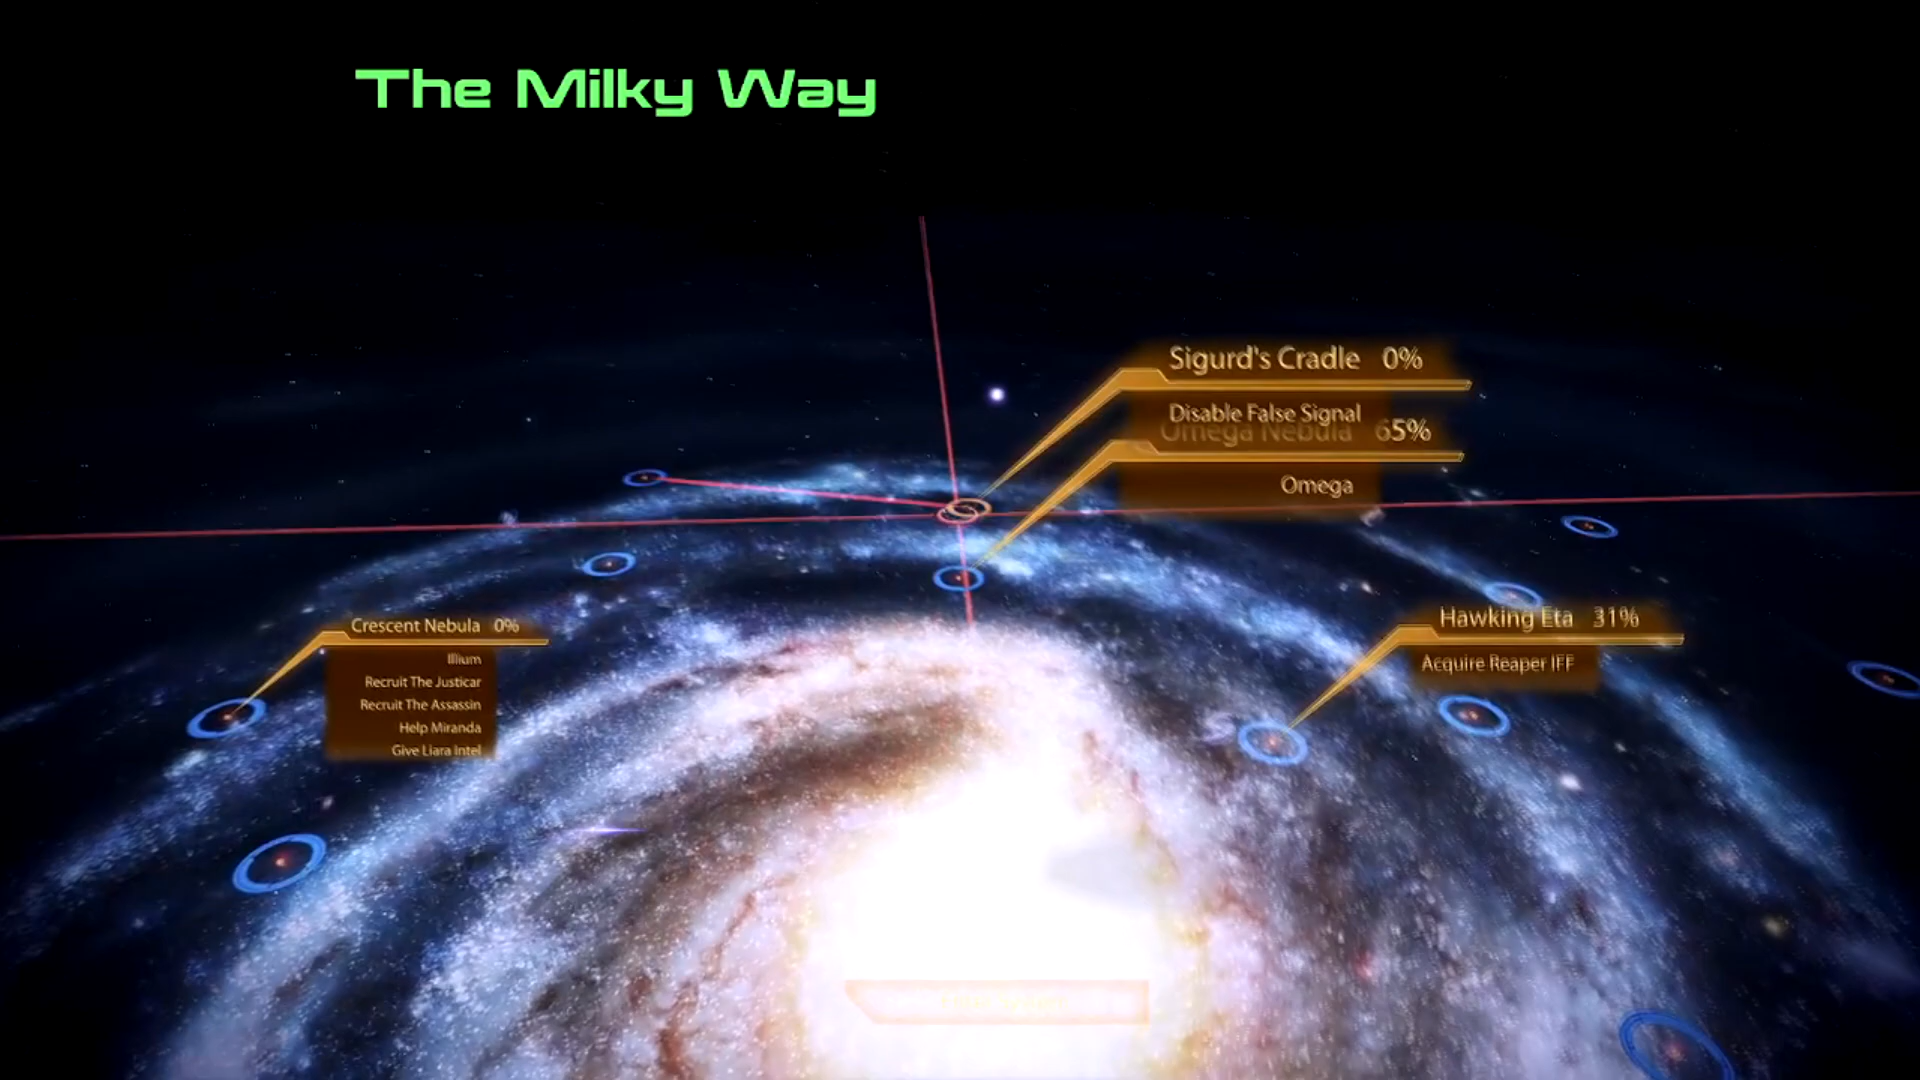 The Milky Way
Sigurd's Cradle 0%
Disable False Signal
Omega Nebula 65%
Omega
Crescent Nebula 0%
Illium
Recruit The Justicar
Recruit The Assassin
Help Miranda
Give Liara Intel
Hawking Eta 31%
Acquire Reaper IFF